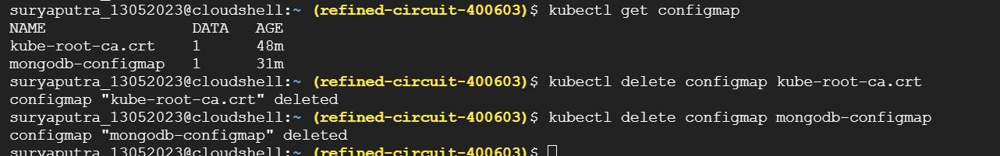 suryaputra_13052023@cloudshell:~ (refined-circuit-400603)$ kubectl get configmap
NAME                DATA   AGE
kube-root-ca.crt    1      48m
mongodb-configmap   1      31m
suryaputra_13052023@cloudshell:~ (refined-circuit-400603)$ kubectl delete configmap kube-root-ca.crt
configmap "kube-root-ca.crt" deleted
suryaputra_13052023@cloudshell:~ (refined-circuit-400603)$ kubectl delete configmap mongodb-configmap
configmap "mongodb-configmap" deleted
suryaputra_13052023@cloudshell:~ (refined-circuit-400603)$